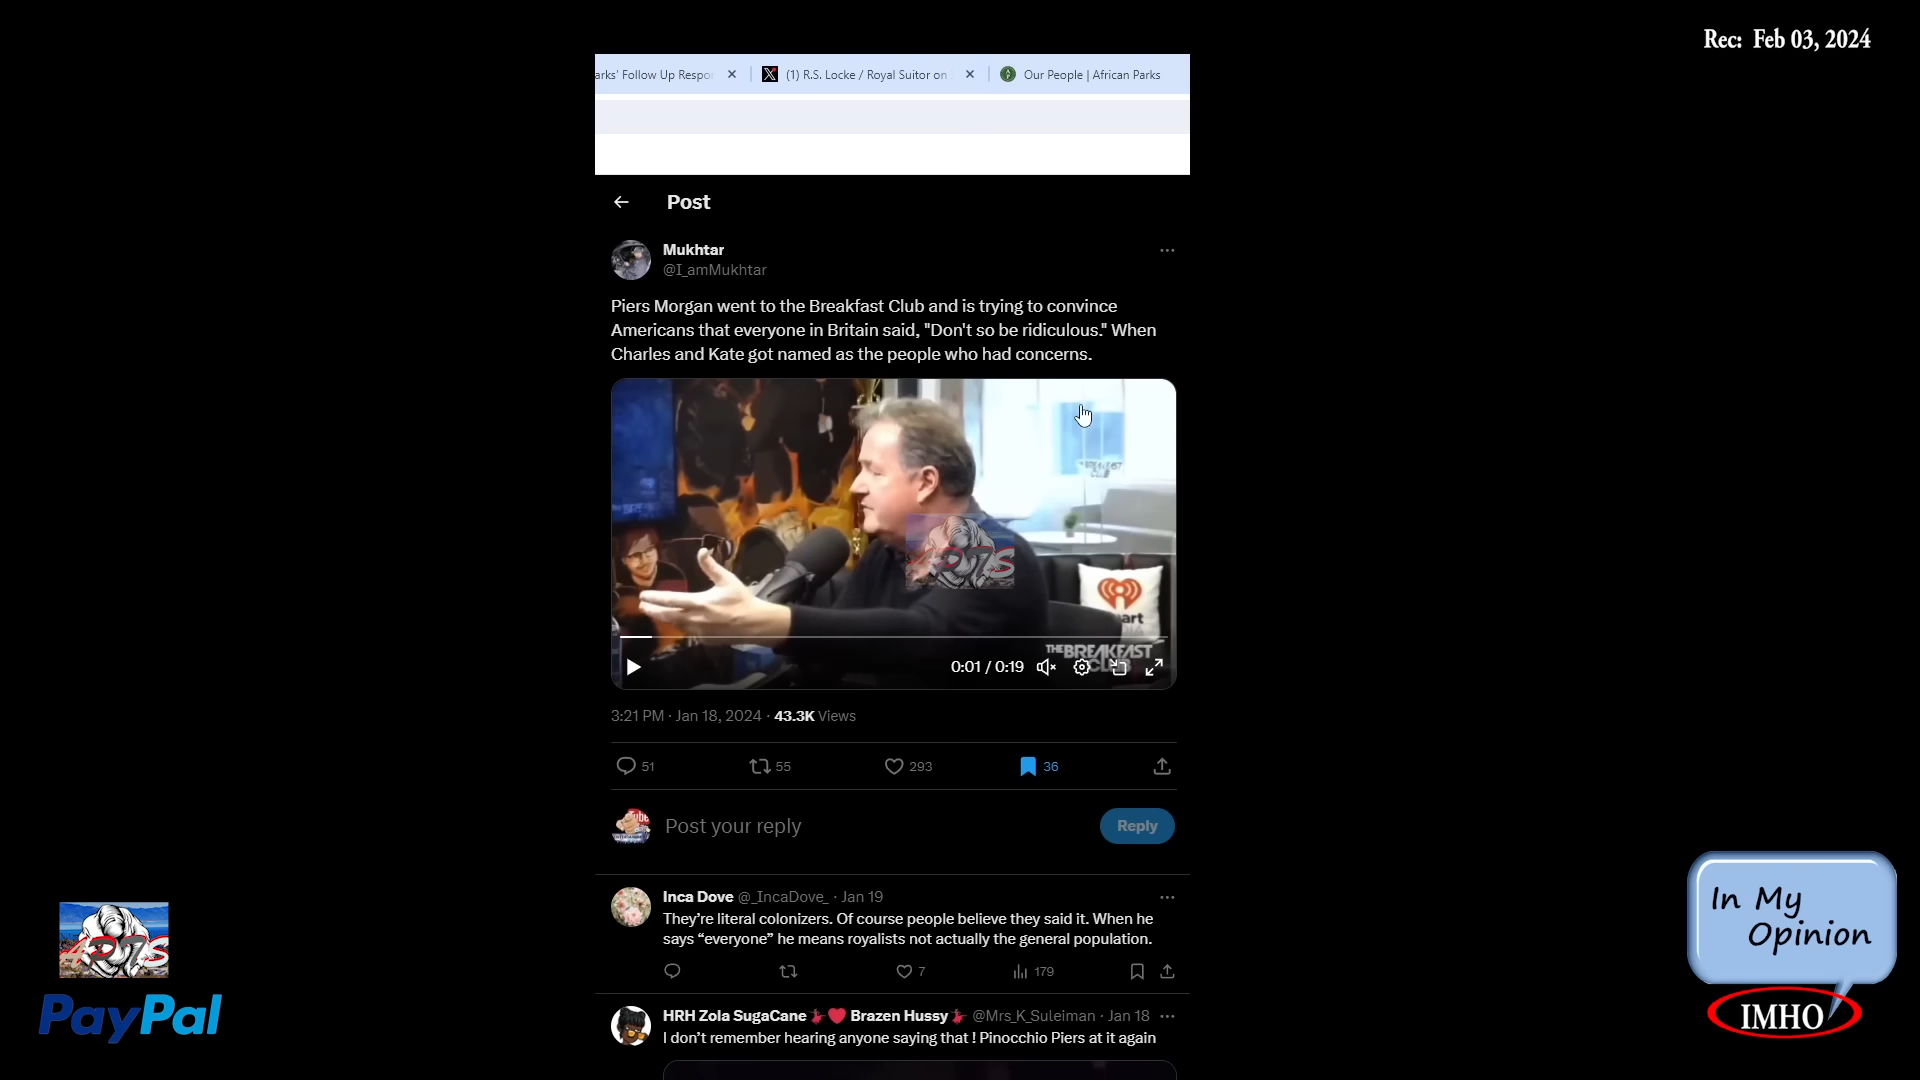 Rec: Feb 03, 2024
arks' Follow Up Respo
(1) R.S. Locke / Royal Suitor on
Our People | African Parks
Post
Mukhtar
@I_amMukhtar
Piers Morgan went to the Breakfast Club and is trying to convince
Americans that everyone in Britain said, "Don't so be ridiculous." When
Charles and Kate got named as the people who had concerns.
art
THE BREAKFAST
CLUB
0:01 / 0:19
3:21 PM · Jan 18, 2024 · 43.3K Views
51
55
293
36
Post your reply
Reply
Inca Dove @_IncaDove_ · Jan 19
They're literal colonizers. Of course people believe they said it. When he
says "everyone" he means royalists not actually the general population.
7
179
HRH Zola SugaCane Brazen Hussy @Mrs_K_Suleiman · Jan 18
I don't remember hearing anyone saying that ! Pinocchio Piers at it again
PayPal
In My
Opinion
IMHO